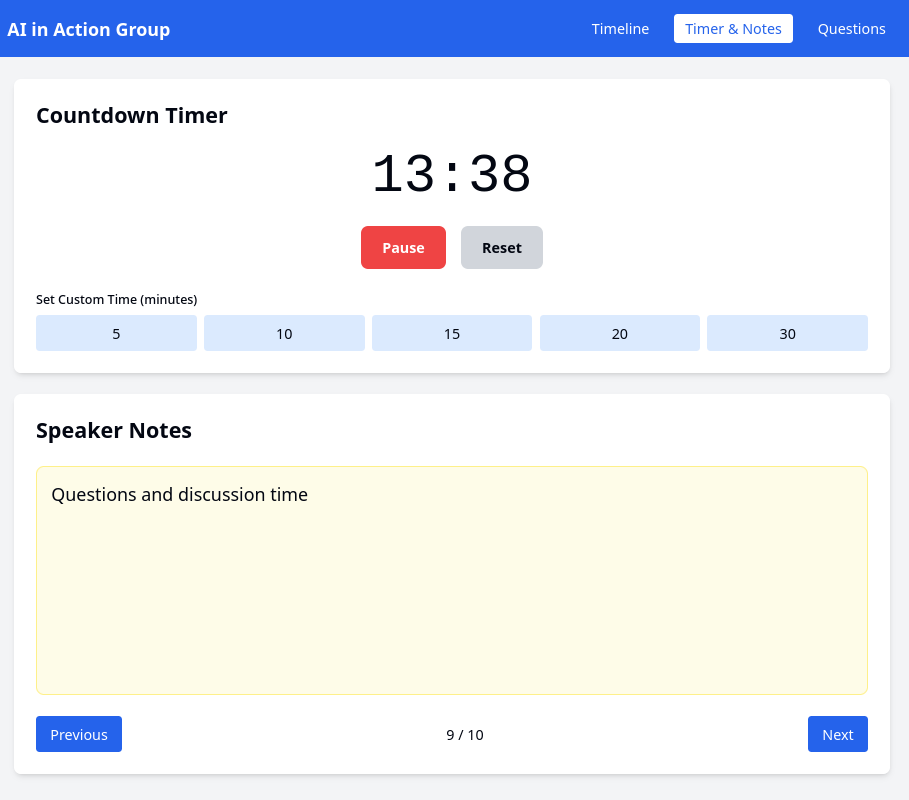 AI in Action Group
Timeline
Timer & Notes
Questions
Countdown Timer
13:38
Pause
Reset
Set Custom Time (minutes)
5
10
15
20
30
Speaker Notes
Questions and discussion time
Previous
9 / 10
Next